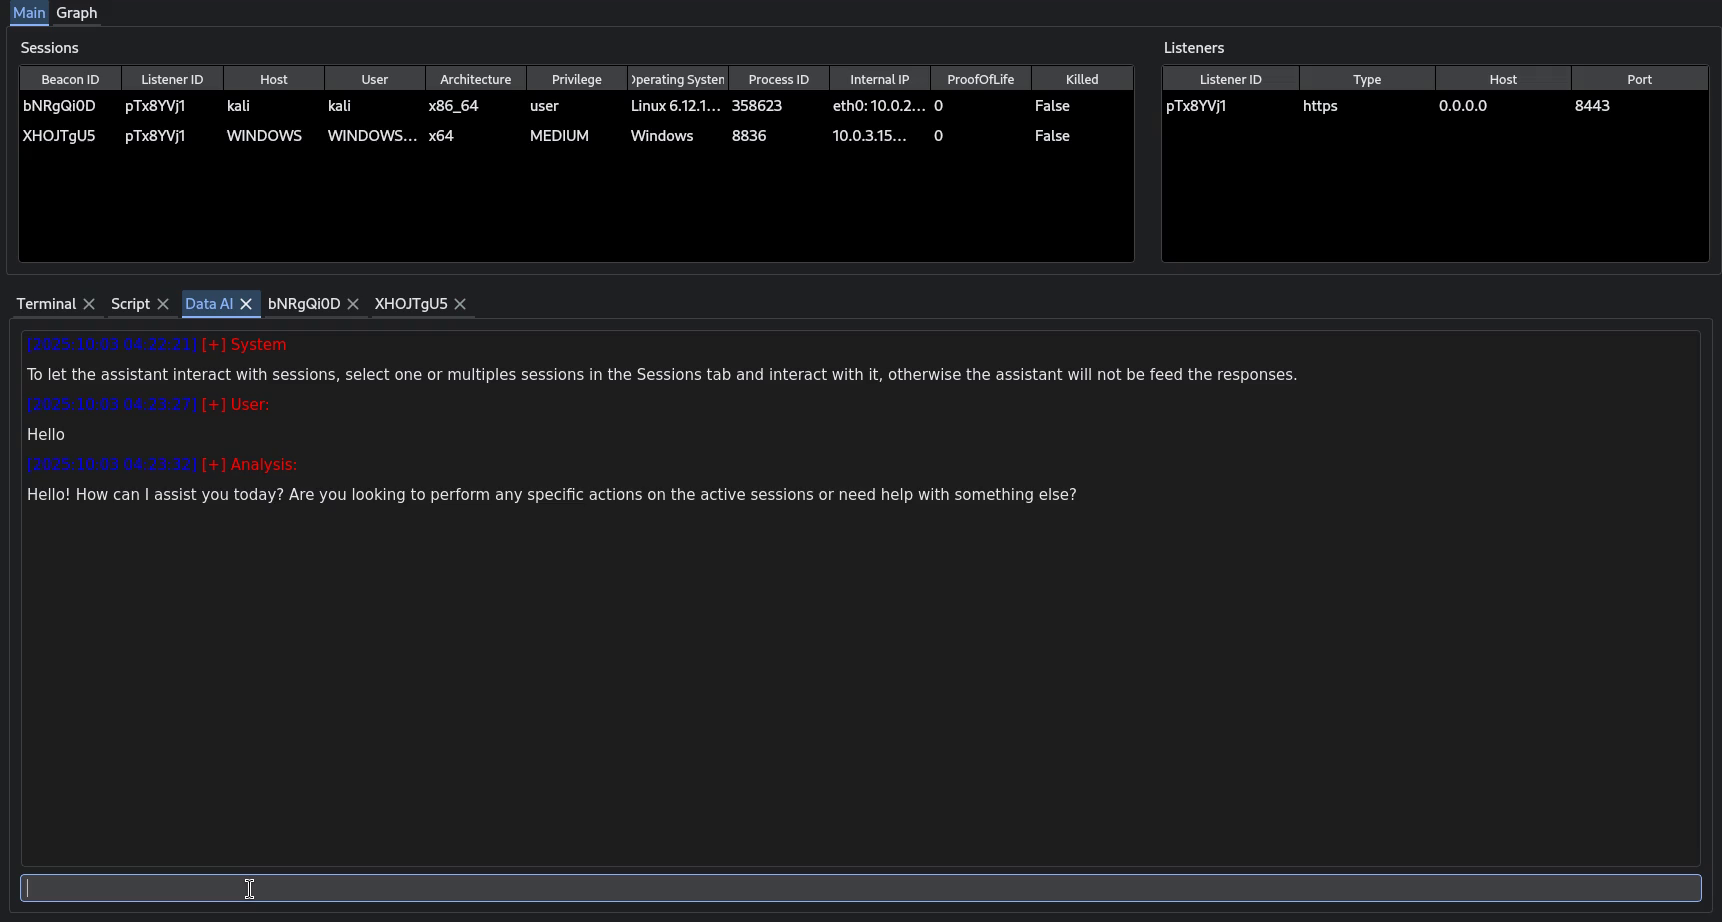 Main Graph
Sessions Listeners
Beacon ID Listener ID Host User Architecture Privilege Operating System Process ID Internal IP ProofOfLife Killed
bNRgQi0D pTx8YVj1 kali kali x86_64 user Linux 6.12.1... 358623 eth0: 10.0.2... 0 False
XHOJTgU5 pTx8YVj1 WINDOWS WINDOWS... x64 MEDIUM Windows 8836 10.0.3.15... 0 False
Listener ID Type Host Port
pTx8YVj1 https 0.0.0.0 8443
Terminal Script Data AI bNRgQi0D XHOJTgU5
[2025:10:03 04:22:21] [+] System
To let the assistant interact with sessions, select one or multiples sessions in the Sessions tab and interact with it, otherwise the assistant will not be feed the responses.
[2025:10:03 04:23:27] [+] User:
Hello
[2025:10:03 04:23:32] [+] Analysis:
Hello! How can I assist you today? Are you looking to perform any specific actions on the active sessions or need help with something else?